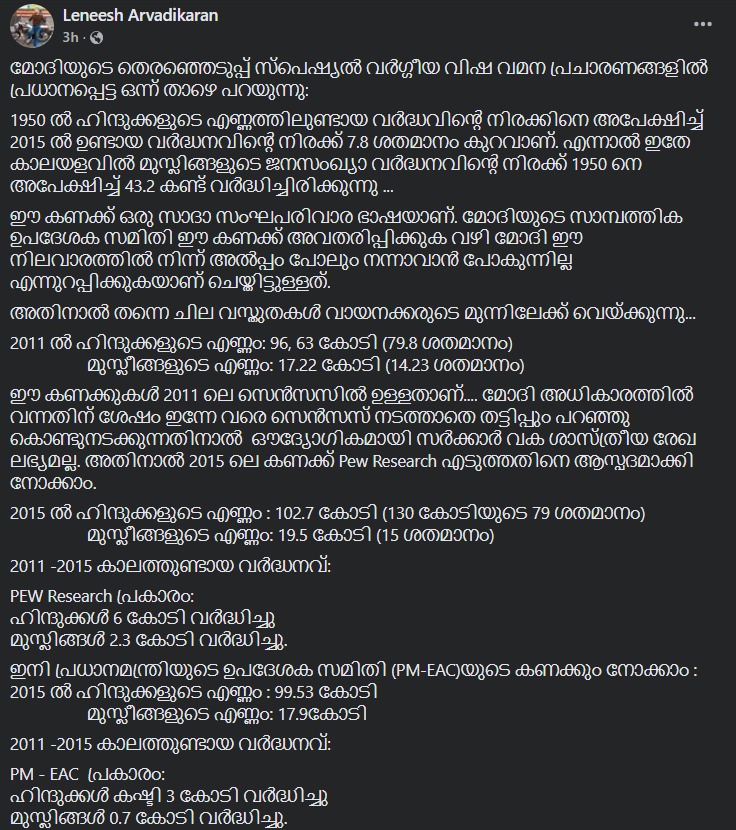 Leneesh Arvadikaran
3h ·
മോദിയുടെ തെരഞ്ഞെടുപ്പ് സ്പെഷ്യൽ വർഗ്ഗീയ വിഷ വമന പ്രചാരണങ്ങളിൽ
പ്രധാനപ്പെട്ട ഒന്ന് താഴെ പറയുന്നു:
1950 ൽ ഹിന്ദുക്കളുടെ എണ്ണത്തിലുണ്ടായ വർദ്ധവിന്റെ നിരക്കിനെ അപേക്ഷിച്ച്
2015 ൽ ഉണ്ടായ വർദ്ധനവിന്റെ നിരക്ക് 7.8 ശതമാനം കുറവാണ്. എന്നാൽ ഇതേ
കാലയളവിൽ മുസ്ലിങ്ങളുടെ ജനസംഖ്യാ വർദ്ധനവിന്റെ നിരക്ക് 1950 നെ
അപേക്ഷിച്ച് 43.2 കണ്ട് വർദ്ധിച്ചിരിക്കുന്നു ...
ഈ കണക്ക് ഒരു സാദാ സംഘപരിവാര ഭാഷയാണ്. മോദിയുടെ സാമ്പത്തിക
ഉപദേശക സമിതി ഈ കണക്ക് അവതരിപ്പിക്കുക വഴി മോദി ഈ
നിലവാരത്തിൽ നിന്ന് അൽപ്പം പോലും നന്നാവാൻ പോകുന്നില്ല
എന്നുറപ്പിക്കുകയാണ് ചെയ്തിട്ടുള്ളത്.
അതിനാൽ തന്നെ ചില വസ്തുതകൾ വായനക്കരുടെ മുന്നിലേക്ക് വെയ്ക്കുന്നു...
2011 ൽ ഹിന്ദുക്കളുടെ എണ്ണം: 96, 63 കോടി (79.8 ശതമാനം)
മുസ്ലീങ്ങളുടെ എണ്ണം: 17.22 കോടി (14.23 ശതമാനം)
ഈ കണക്കുകൾ 2011 ലെ സെൻസസിൽ ഉള്ളതാണ്.... മോദി അധികാരത്തിൽ
വന്നതിന് ശേഷം ഇന്നേ വരെ സെൻസസ് നടത്താതെ തട്ടിപ്പും പറഞ്ഞു
കൊണ്ടുനടക്കുന്നതിനാൽ ഔദ്യോഗികമായി സർക്കാർ വക ശാസ്ത്രീയ രേഖ
ലഭ്യമല്ല. അതിനാൽ 2015 ലെ കണക്ക് Pew Research എടുത്തതിനെ ആസ്പദമാക്കി
നോക്കാം.
2015 ൽ ഹിന്ദുക്കളുടെ എണ്ണം : 102.7 കോടി (130 കോടിയുടെ 79 ശതമാനം)
മുസ്ലീങ്ങളുടെ എണ്ണം: 19.5 കോടി (15 ശതമാനം)
2011 -2015 കാലത്തുണ്ടായ വർദ്ധനവ്:
PEW Research പ്രകാരം:
ഹിന്ദുക്കൾ 6 കോടി വർദ്ധിച്ചു
മുസ്ലിങ്ങൾ 2.3 കോടി വർദ്ധിച്ചു.
ഇനി പ്രധാനമന്ത്രിയുടെ ഉപദേശക സമിതി (PM-EAC)യുടെ കണക്കും നോക്കാം :
2015 ൽ ഹിന്ദുക്കളുടെ എണ്ണം : 99.53 കോടി
മുസ്ലീങ്ങളുടെ എണ്ണം: 17.9കോടി
2011 -2015 കാലത്തുണ്ടായ വർദ്ധനവ്:
PM - EAC പ്രകാരം:
ഹിന്ദുക്കൾ കഷ്ടി 3 കോടി വർദ്ധിച്ചു
മുസ്ലിങ്ങൾ 0.7 കോടി വർദ്ധിച്ചു.